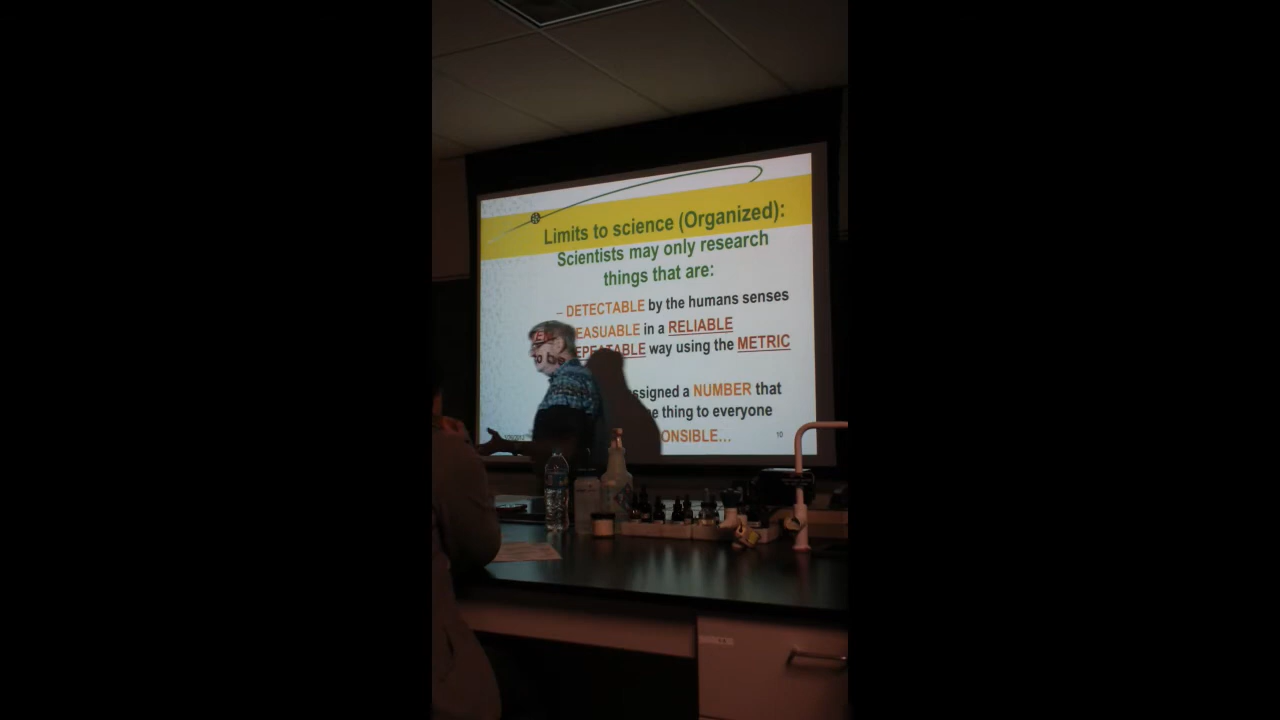 Limits to science (Organized):
Scientists may only research
things that are:
– DETECTABLE by the humans senses
EASUABLE in a RELIABLE
EPEATABLE way using the METRIC
ssigned a NUMBER that
e thing to everyone
ONSIBLE...
10